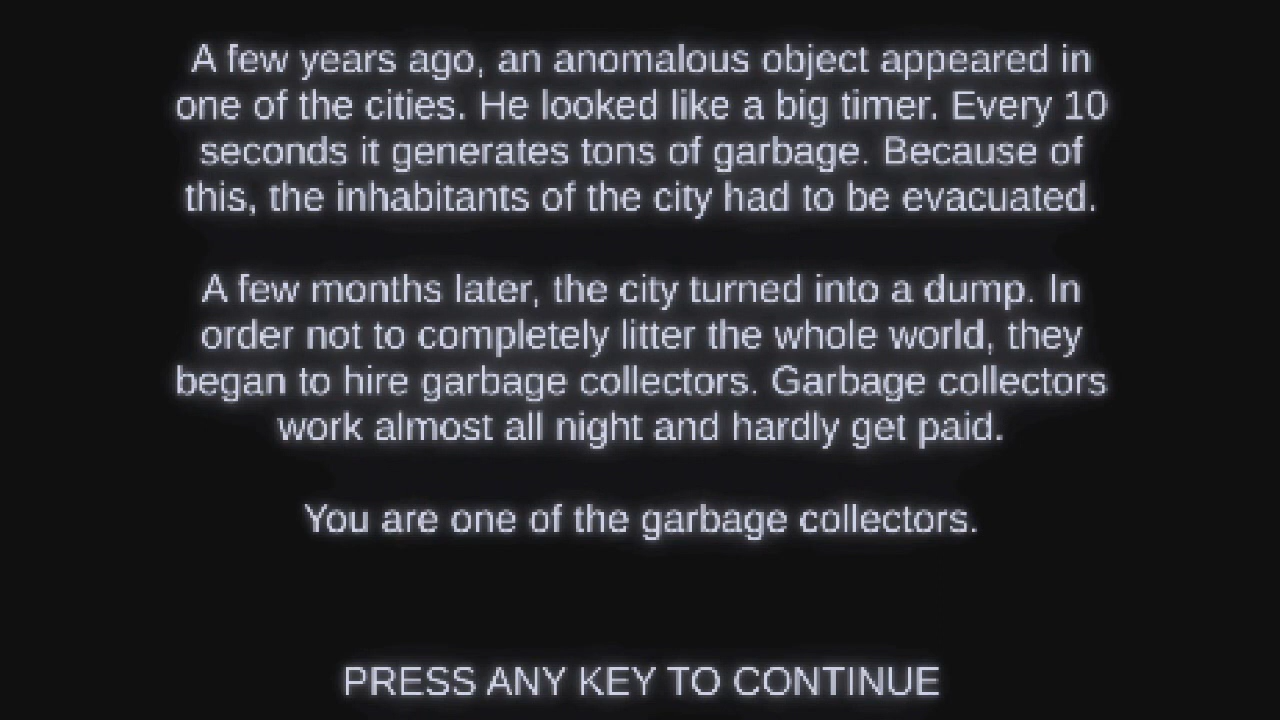 A few years ago, an anomalous object appeared in
one of the cities. He looked like a big timer. Every 10
seconds it generates tons of garbage. Because of
this, the inhabitants of the city had to be evacuated.
A few months later, the city turned into a dump. In
order not to completely litter the whole world, they
began to hire garbage collectors. Garbage collectors
work almost all night and hardly get paid.
You are one of the garbage collectors.
PRESS ANY KEY TO CONTINUE